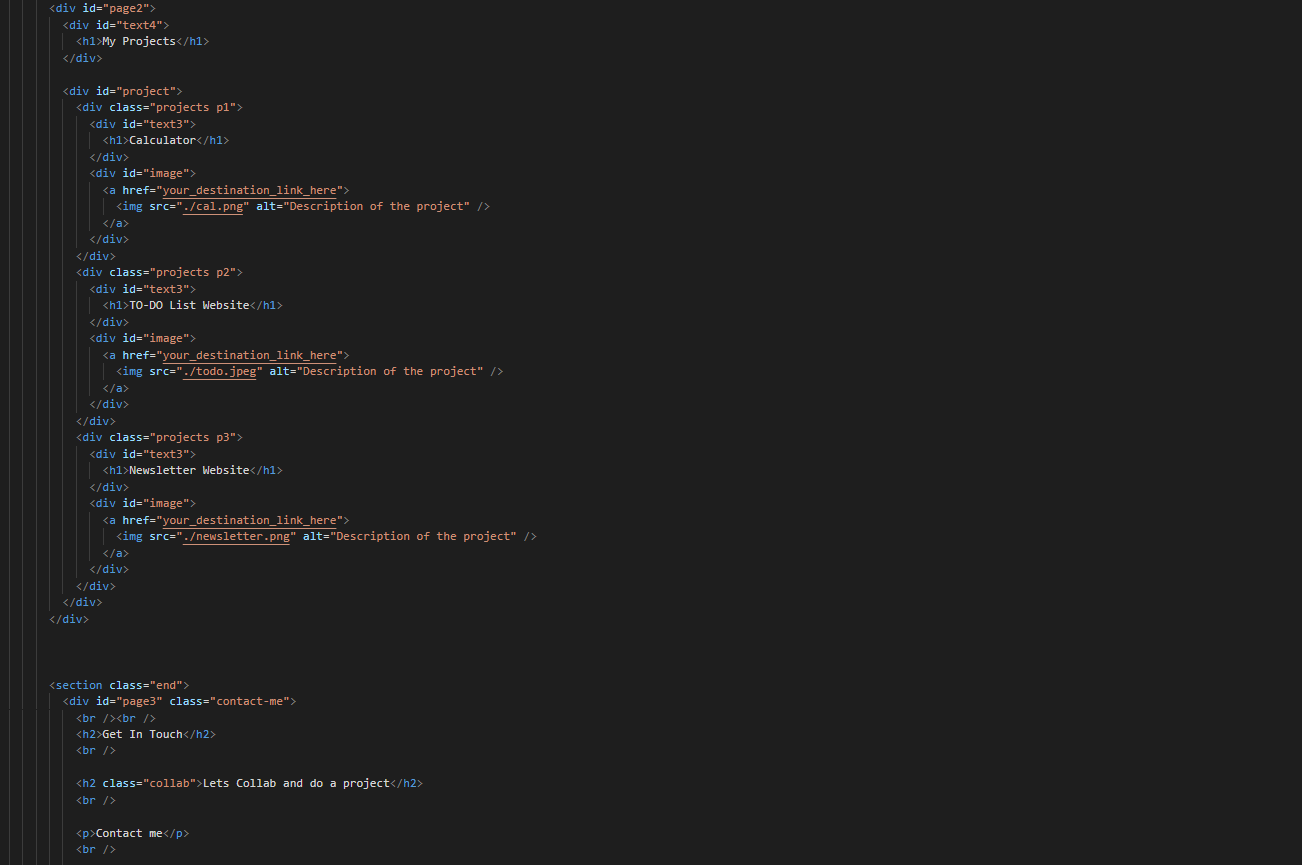 <div id="page2">
<div id="text4">
<h1>My Projects</h1>
</div>
<div id="project">
<div class="projects p1">
<div id="text3">
<h1>Calculator</h1>
</div>
<div id="image">
<a href="your_destination_link_here">
<img src="./cal.png" alt="Description of the project" />
</a>
</div>
</div>
<div class="projects p2">
<div id="text3">
<h1>TO-DO List Website</h1>
</div>
<div id="image">
<a href="your_destination_link_here">
<img src="./todo.jpeg" alt="Description of the project" />
</a>
</div>
</div>
<div class="projects p3">
<div id="text3">
<h1>Newsletter Website</h1>
</div>
<div id="image">
<a href="your_destination_link_here">
<img src="./newsletter.png" alt="Description of the project" />
</a>
</div>
</div>
</div>
</div>
<section class="end">
<div id="page3" class="contact-me">
<br /><br />
<h2>Get In Touch</h2>
<br />
<h2 class="collab">Lets Collab and do a project</h2>
<br />
<p>Contact me</p>
<br />